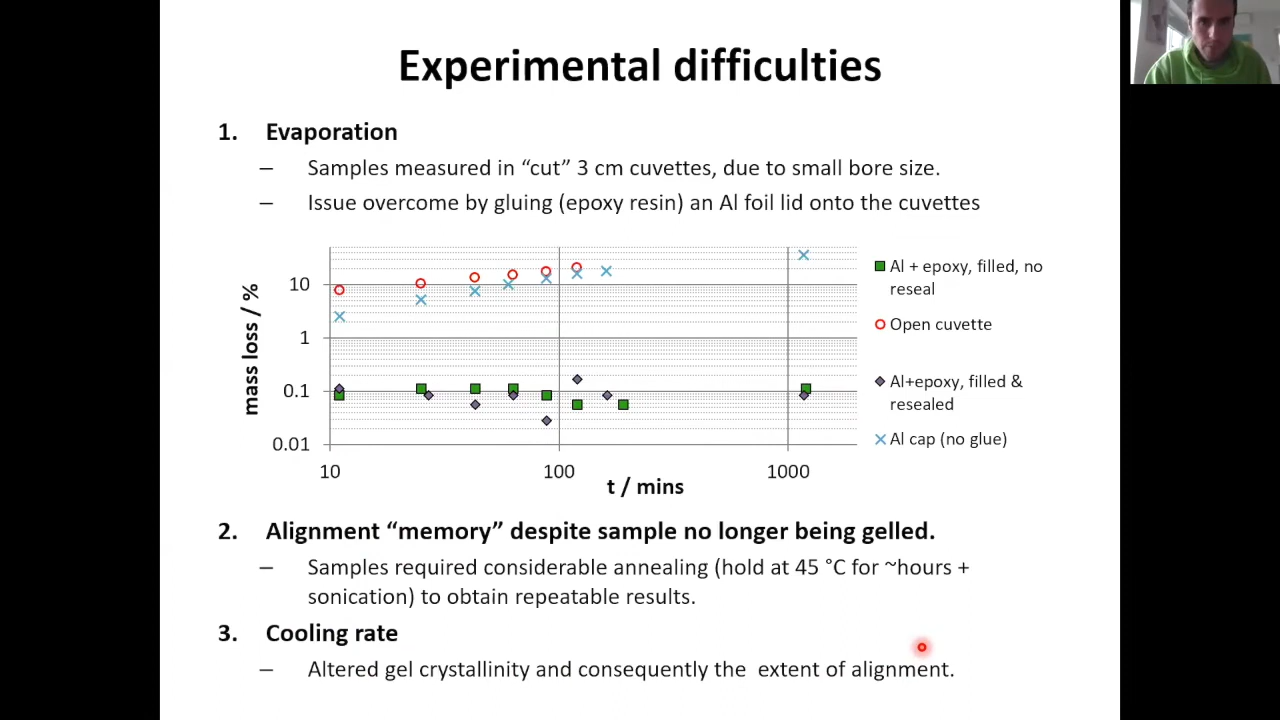 Experimental difficulties
1. Evaporation
– Samples measured in “cut” 3 cm cuvettes, due to small bore size.
– Issue overcome by gluing (epoxy resin) an Al foil lid onto the cuvettes
mass loss / %
10
1
0.1
0.01
10 100 1000
t / mins
Al + epoxy, filled, no
reseal
Open cuvette
Al+epoxy, filled &
resealed
Al cap (no glue)
2. Alignment “memory” despite sample no longer being gelled.
– Samples required considerable annealing (hold at 45 °C for ~hours +
sonication) to obtain repeatable results.
3. Cooling rate
– Altered gel crystallinity and consequently the  extent of alignment.